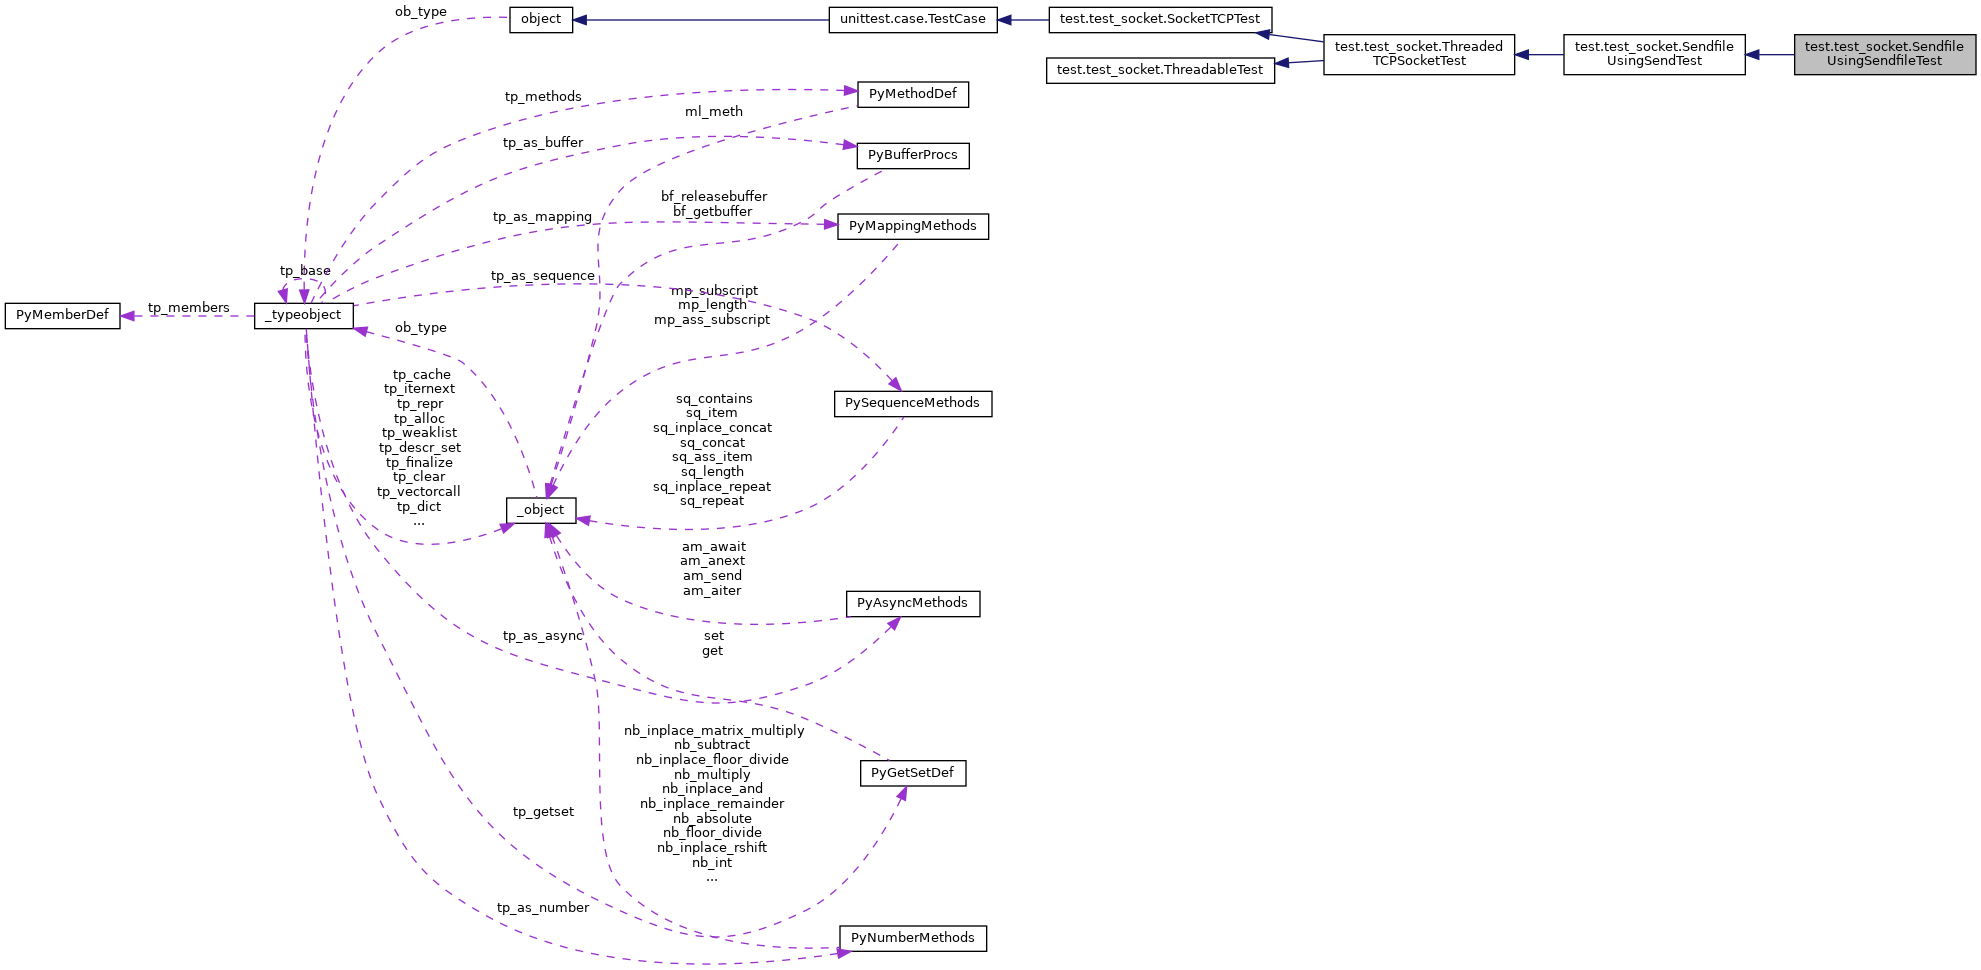 ob_type
object
unittest.case.TestCase
test.test_socket.SocketTCPTest
test.test_socket.ThreadableTest
test.test_socket.Threaded
TCPSocketTest
test.test_socket.Sendfile
UsingSendTest
test.test_socket.Sendfile
UsingSendfileTest
tp_methods
PyMethodDef
ml_meth
tp_as_buffer
PyBufferProcs
bf_releasebuffer
bf_getbuffer
tp_as_mapping
PyMappingMethods
tp_base
tp_as_sequence
mp_subscript
mp_length
mp_ass_subscript
PyMemberDef
tp_members
_typeobject
ob_type
tp_cache
tp_iternext
tp_repr
tp_alloc
tp_weaklist
tp_descr_set
tp_finalize
tp_clear
tp_vectorcall
tp_dict
...
PySequenceMethods
sq_contains
sq_item
sq_inplace_concat
sq_concat
sq_ass_item
sq_length
sq_inplace_repeat
sq_repeat
_object
am_await
am_anext
am_send
am_aiter
PyAsyncMethods
tp_as_async
set
get
nb_inplace_matrix_multiply
nb_subtract
nb_inplace_floor_divide
nb_multiply
nb_inplace_and
nb_inplace_remainder
nb_absolute
nb_floor_divide
nb_inplace_rshift
nb_int
...
PyGetSetDef
tp_getset
tp_as_number
PyNumberMethods